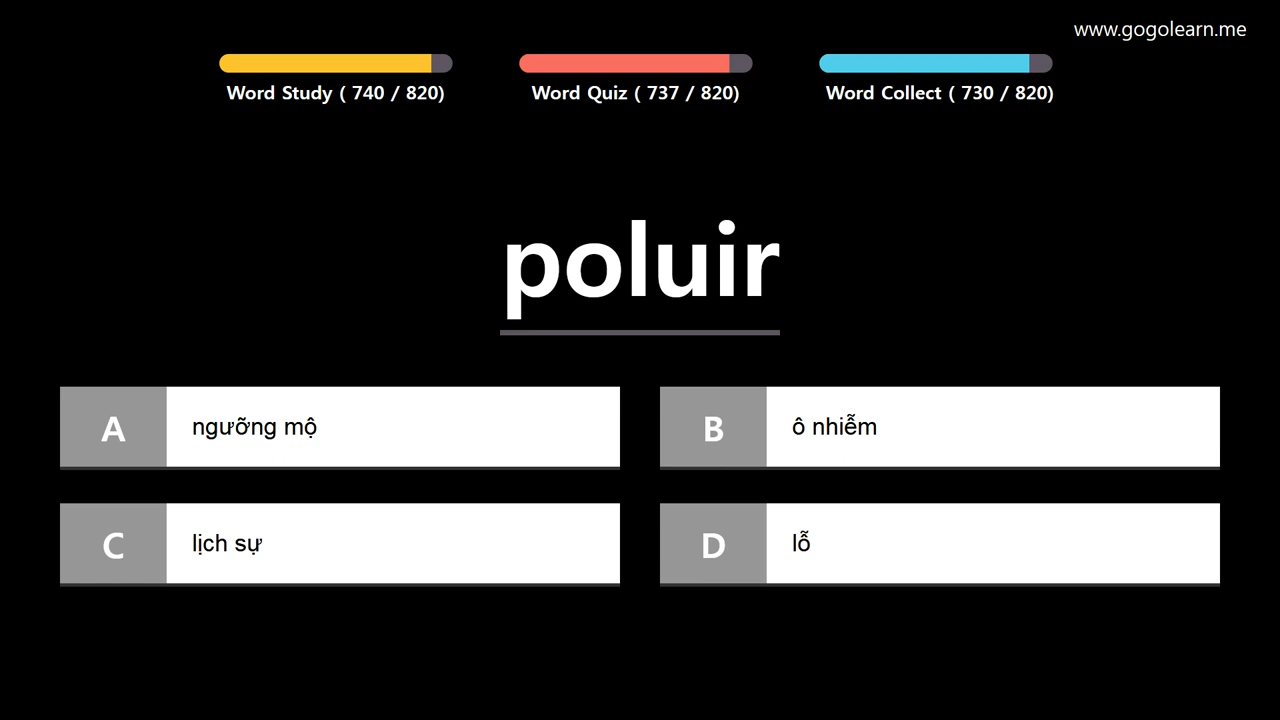 www.gogolearn.me
Word Study ( 740 / 820)
Word Quiz ( 737 / 820)
Word Collect ( 730 / 820)
poluir
A ngưỡng mộ
B ô nhiễm
C lịch sự
D lỗ